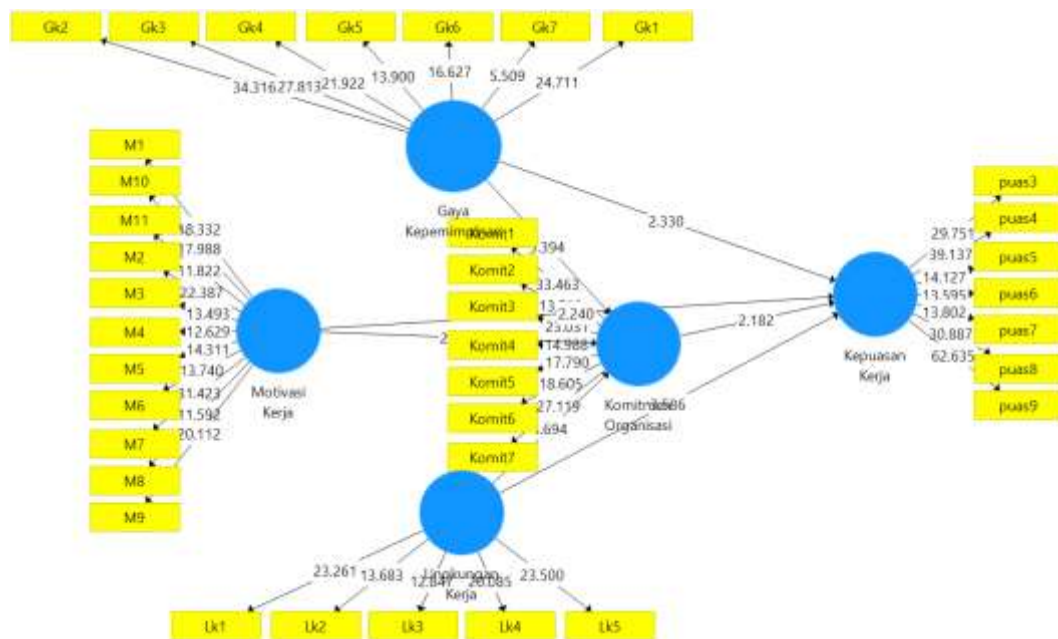 Gk2
Gk3
Gk4
Gk5
Gk6
Gk7
Gk1
34.316
27.813
21.922
13.900
16.627
5.509
24.711
Gaya
M1
M10
M11
M2
M3
M4
M5
M6
M7
M8
M9
17.988
11.822
22.387
13.493
12.629
14.311
13.740
11.592
20.112
Motivasi
Kerja
Komit1
Komit2
Komit3
Komit4
Komit5
Komit6
Komit7
33.463
14.988
17.790
18.605
27.119
Organisasi
2.330
2.240
2.182
puas3
puas4
puas5
puas6
puas7
puas8
puas9
29.751
39.137
14.127
13.595
13.802
30.887
62.635
Kepuasan
Kerja
Lingkungan
Kerja
23.261
13.683
12.847
23.500
Lk1
Lk2
Lk3
Lk4
Lk5